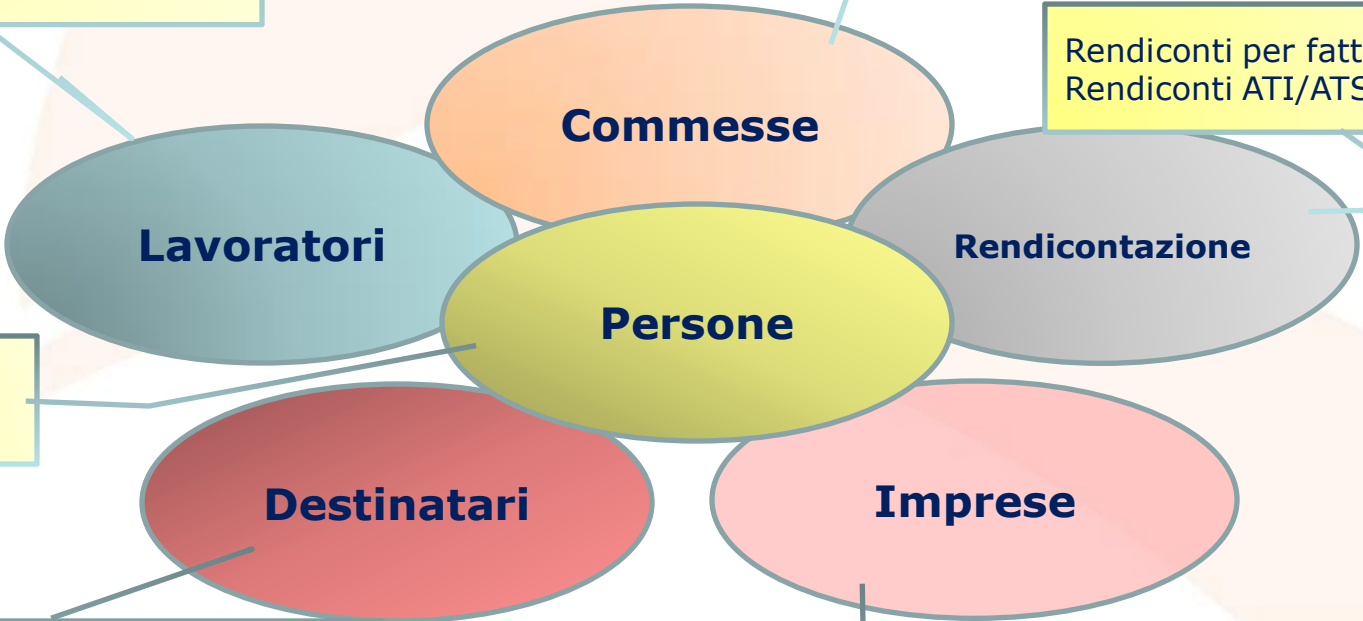 Commesse
Rendiconti per fatt
Rendiconti ATI/ATS
Lavoratori
Rendicontazione
Persone
Destinatari
Imprese